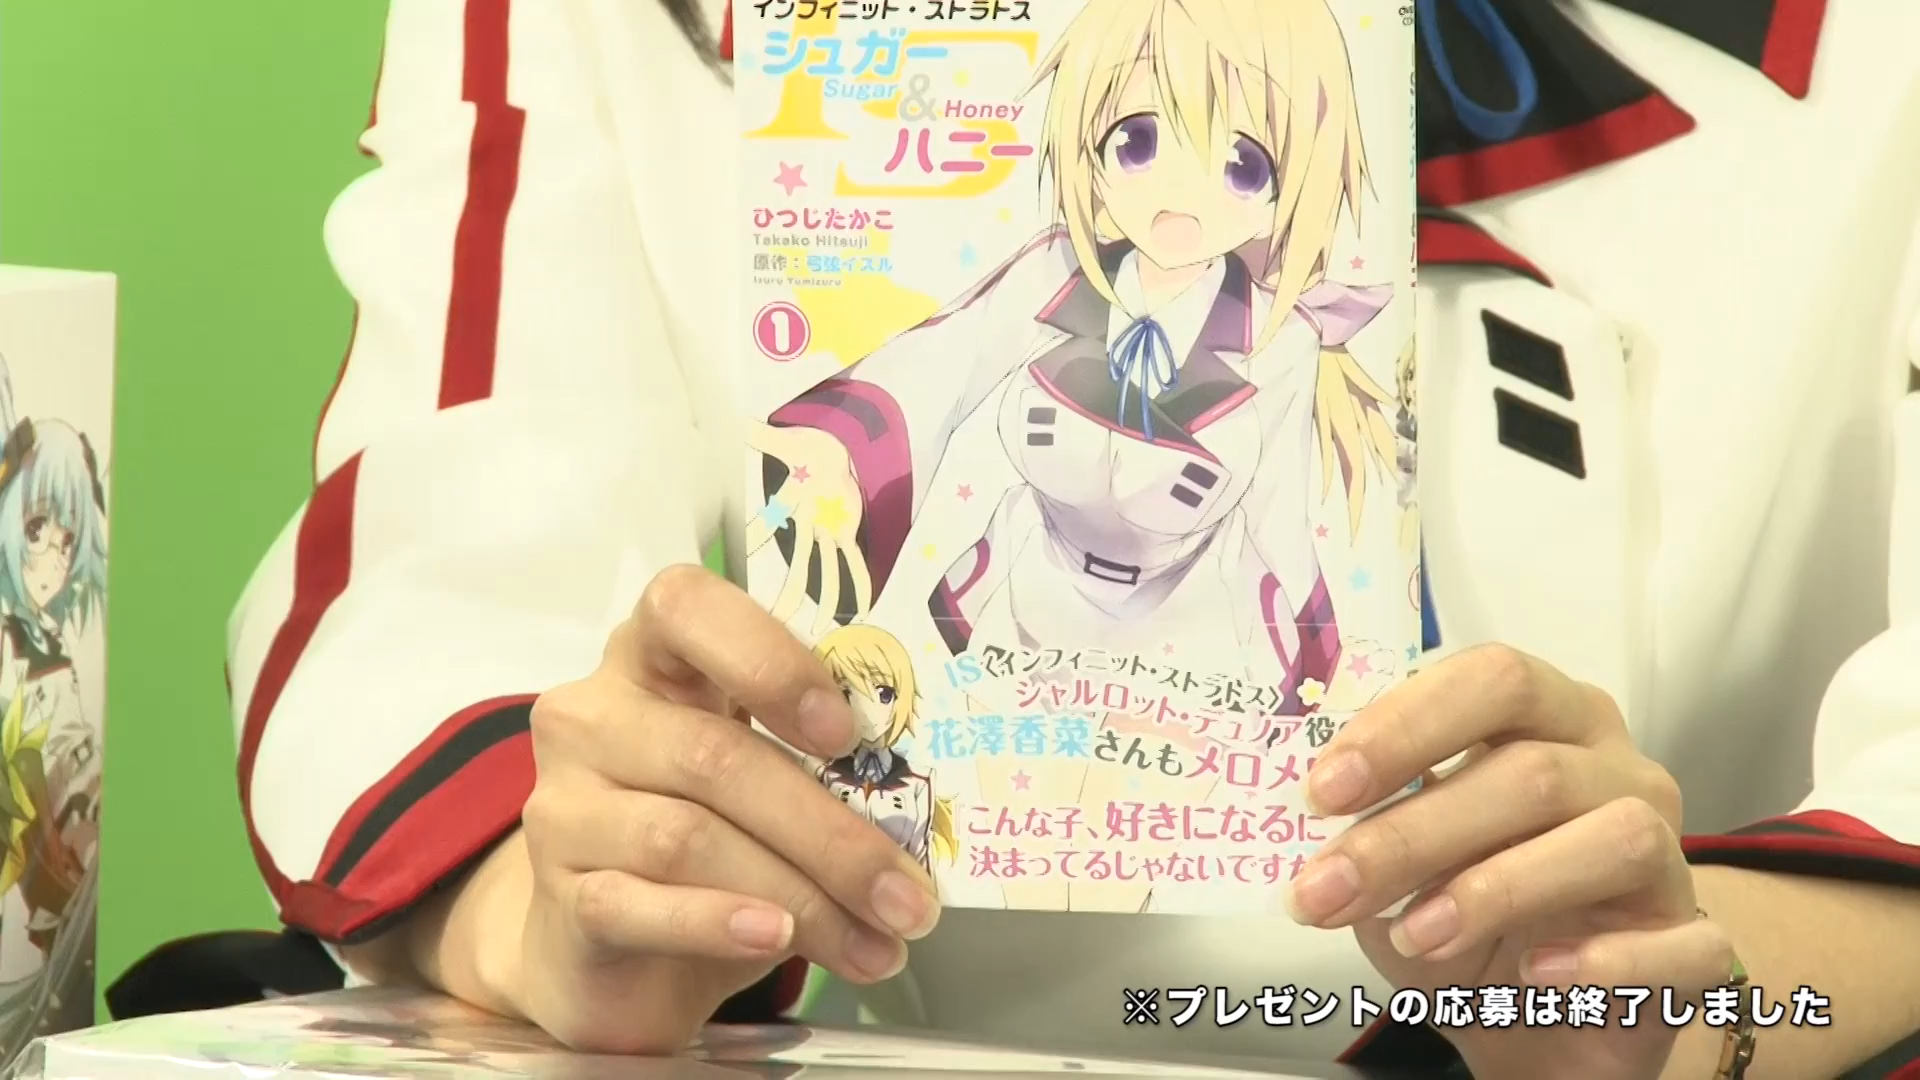 インフィニット・ストラトス
IS
シュガー
Sugar
&
Honey
ハニー
ひつじたかこ
Takako Hitsuji
原作：弓弦イズル
Izuru Yumizuru
1
IS〈インフィニット・ストラトス〉
シャルロット・デュノア役
花澤香菜さんもメロメ
「こんな子、好きになるに
決まってるじゃないですか
※プレゼントの応募は終了しました